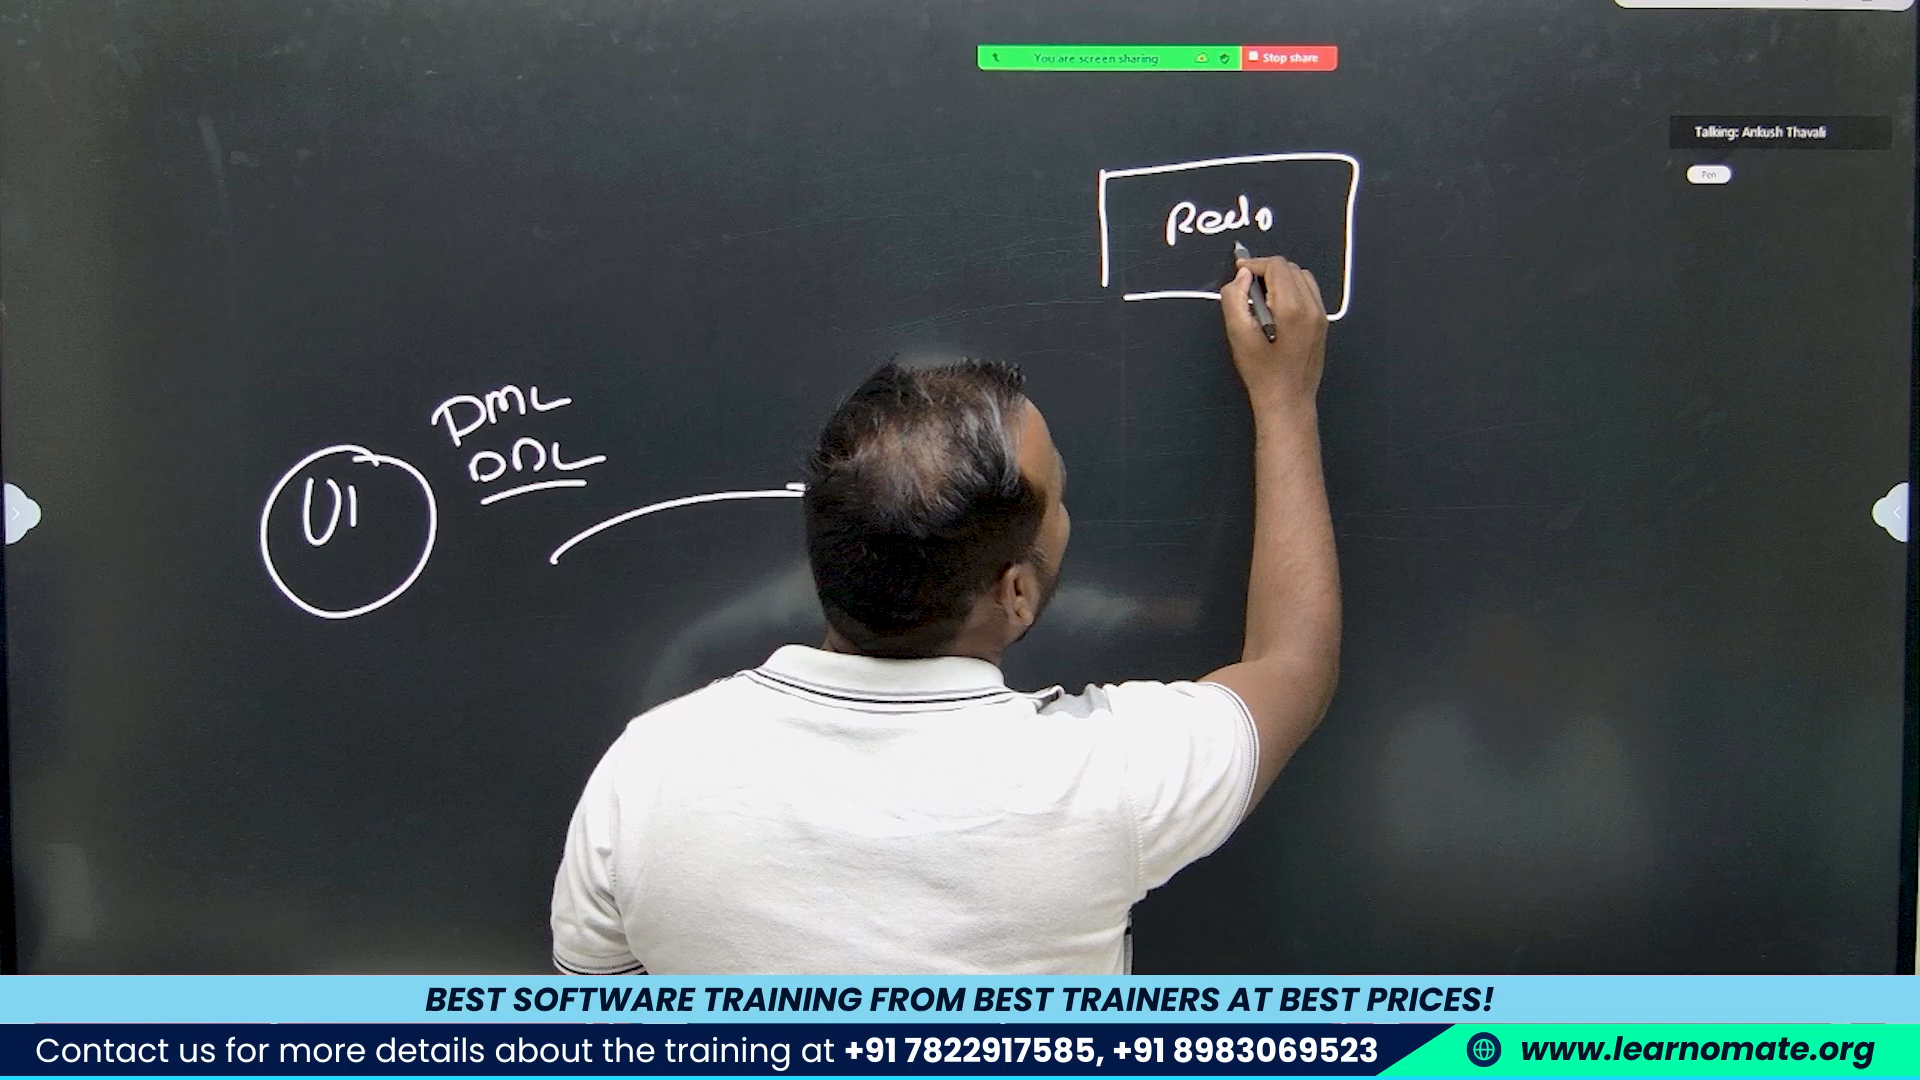 You are screen sharing
Stop share
Talking: Ankush Thavali
Pen
Redo
DML
DDL
U1
BEST SOFTWARE TRAINING FROM BEST TRAINERS AT BEST PRICES!
Contact us for more details about the training at +91 7822917585, +91 8983069523
www.learnomate.org